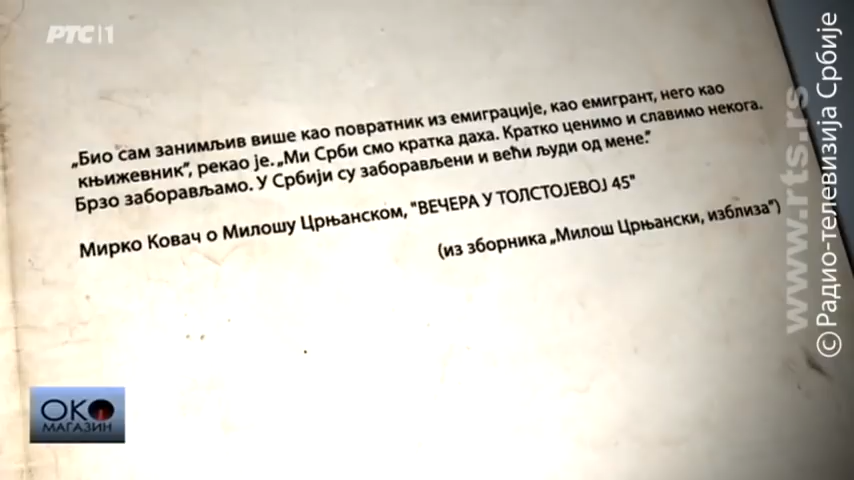 РТС|1
„Био сам занимљив више као повратник из емиграције, као емигрант, него као
књижевник“, рекао је. „Ми Срби смо кратка даха. Кратко ценимо и славимо некога.
Брзо заборављамо. У Србији су заборављени и већи људи од мене.“
Мирко Ковач о Милошу Црњанском, "ВЕЧЕРА У ТОЛСТОЈЕВОЈ 45"
(из зборника „Милош Црњански, изблиза“)
ОКО
МАГАЗИН
www.rts.rs
© Радио-телевизија Србије